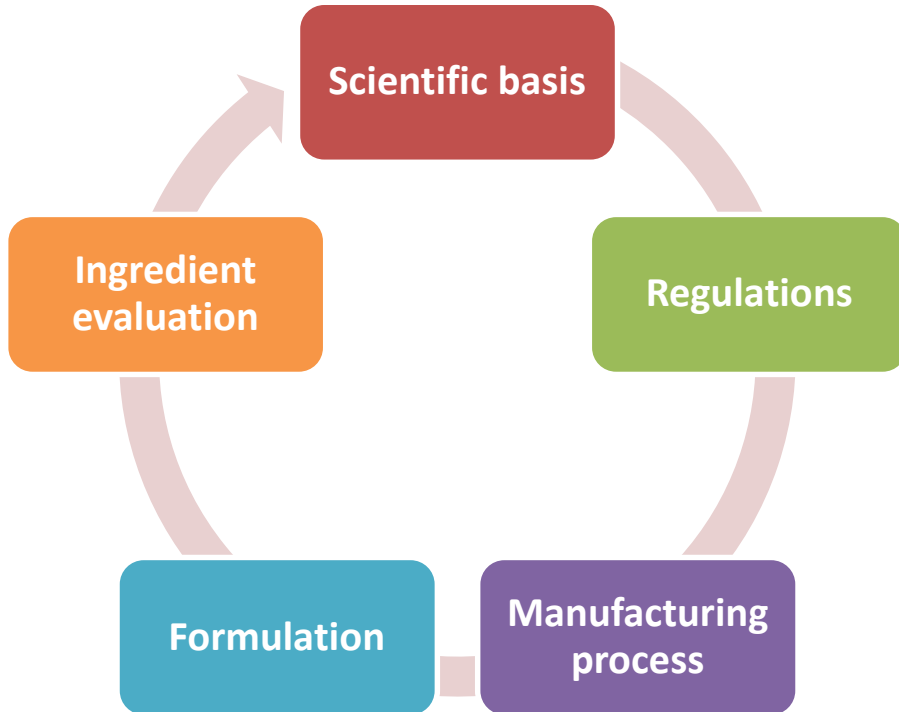 Scientific basis
Regulations
Manufacturing
process
Formulation
Ingredient
evaluation